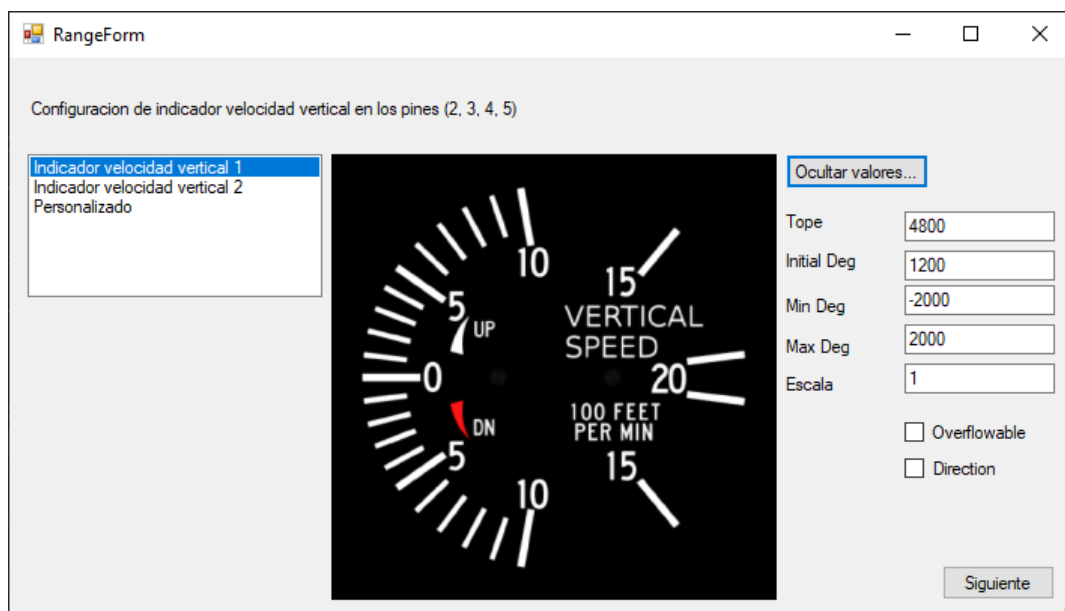 RangeForm
Configuracion de indicador velocidad vertical en los pines (2, 3, 4, 5)
Indicador velocidad vertical 1
Indicador velocidad vertical 2
Personalizado
10
15
5
UP
VERTICAL
SPEED
0
20
DN
100 FEET
PER MIN
5
15
10
Ocultar valores...
Tope 4800
Initial Deg 1200
Min Deg -2000
Max Deg 2000
Escala 1
Overflowable
Direction
Siguiente